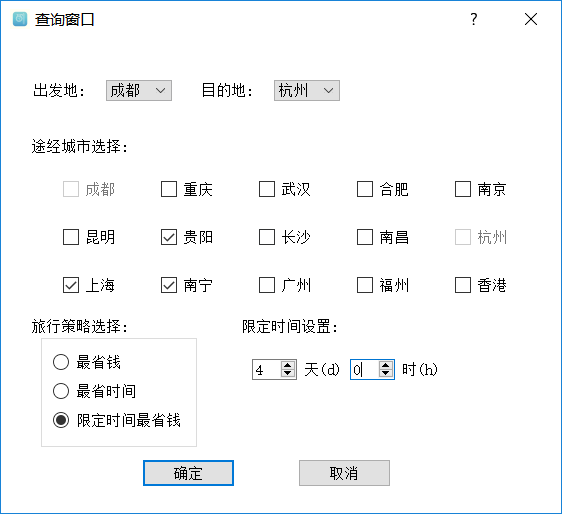 查询窗口 ?
出发地： 成都 目的地： 杭州
途经城市选择：
成都 重庆 武汉 合肥 南京
昆明 贵阳 长沙 南昌 杭州
上海 南宁 广州 福州 香港
旅行策略选择： 限定时间设置：
最省钱
4 天(d) 0 时(h)
最省时间
限定时间最省钱
确定 取消